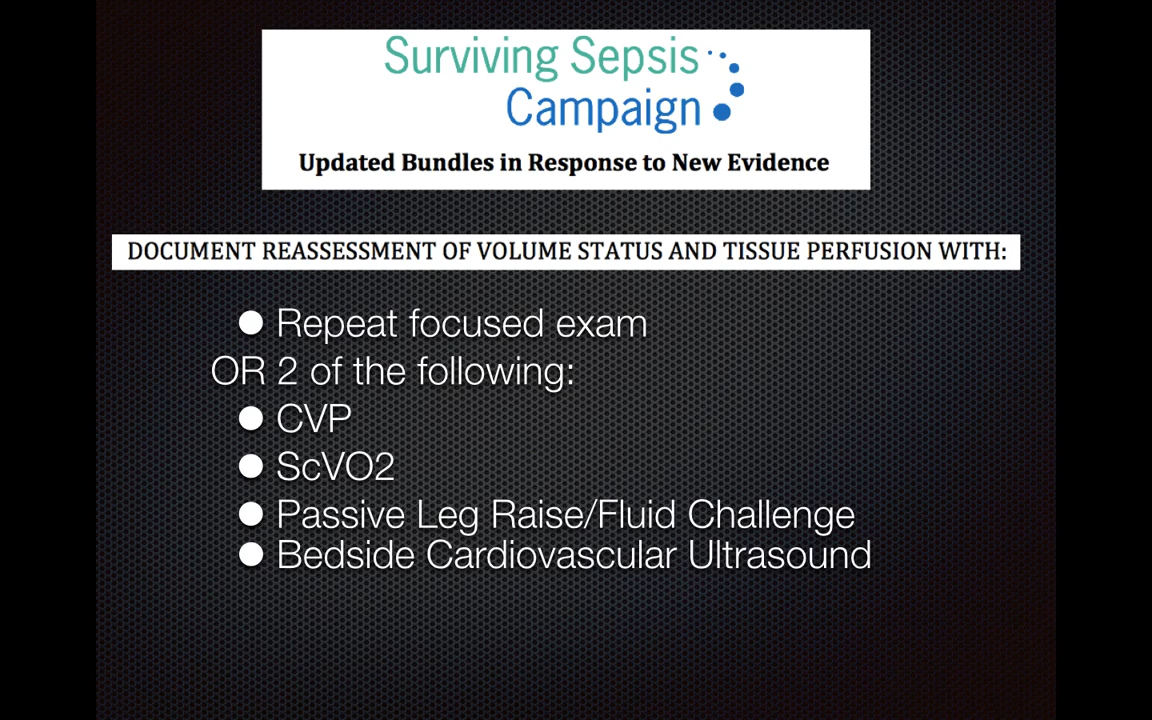 Surviving Sepsis
Campaign
Updated Bundles in Response to New Evidence
DOCUMENT REASSESSMENT OF VOLUME STATUS AND TISSUE PERFUSION WITH:
● Repeat focused exam
OR 2 of the following:
● CVP
● ScVO2
● Passive Leg Raise/Fluid Challenge
● Bedside Cardiovascular Ultrasound